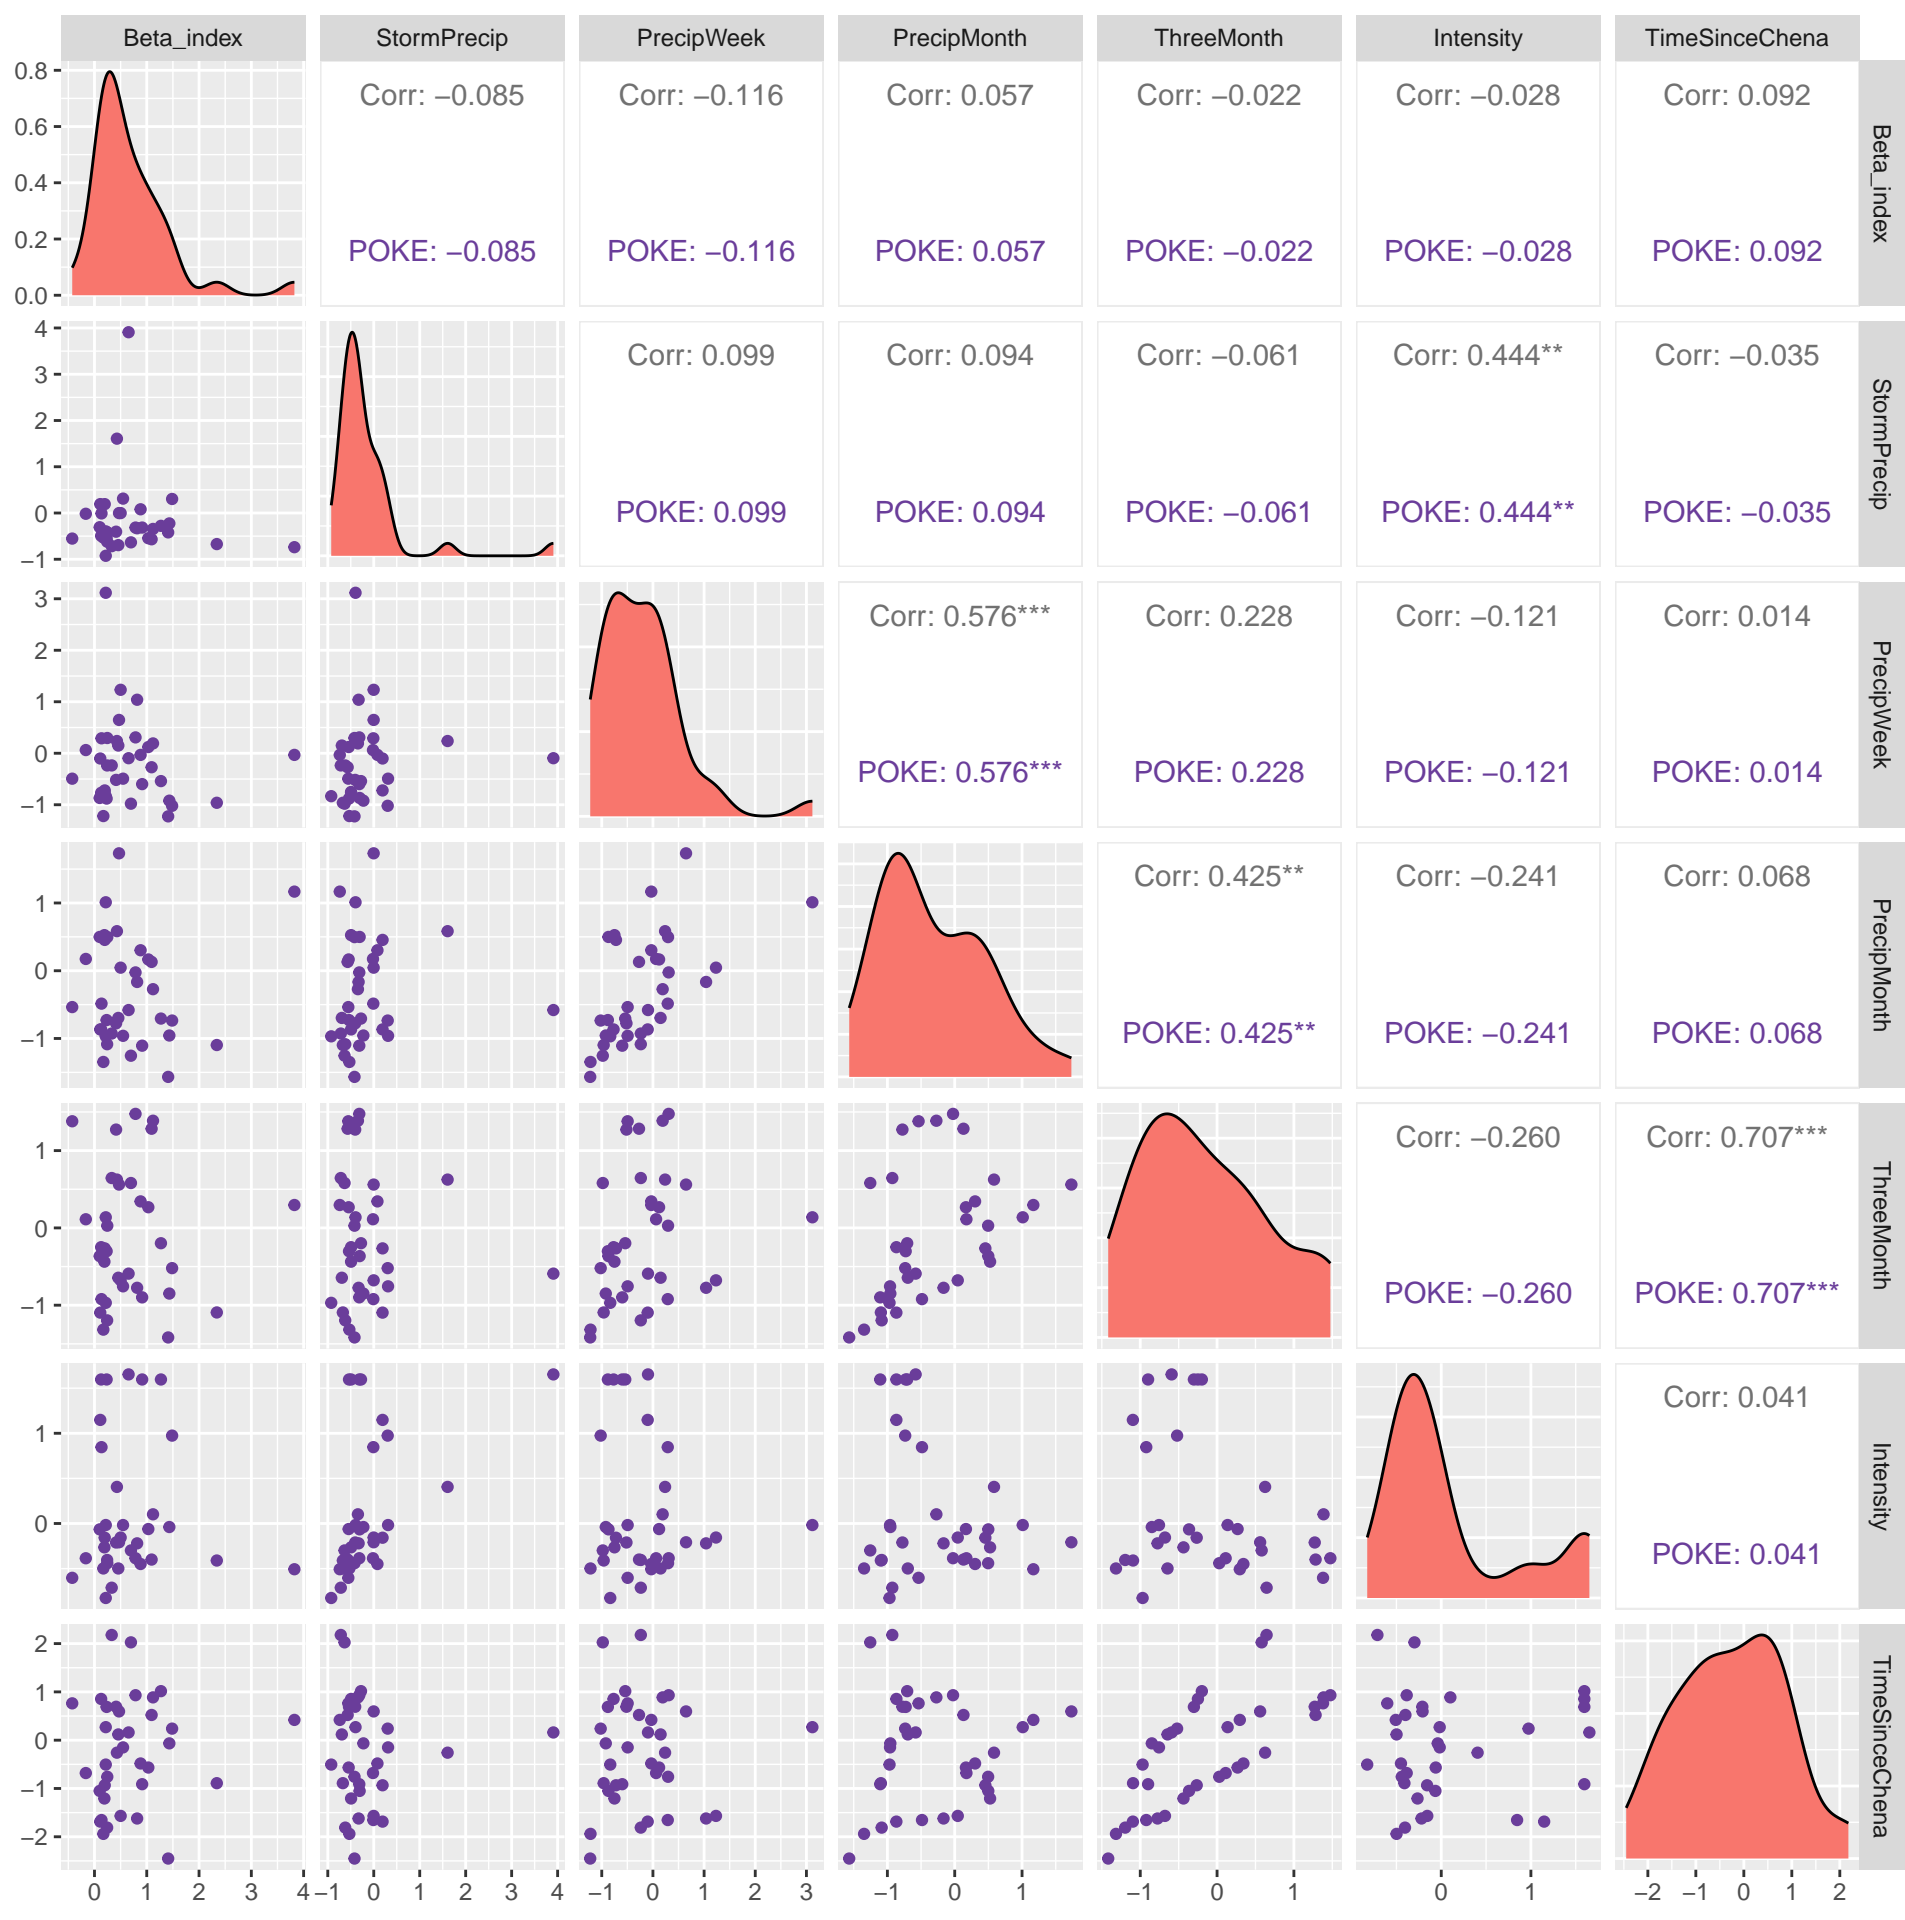 Beta_index StormPrecip PrecipWeek PrecipMonth ThreeMonth Intensity TimeSinceChena
0.8
0.6
0.4
0.2
0.0
Corr: −0.085 Corr: −0.116 Corr: 0.057 Corr: −0.022 Corr: −0.028 Corr: 0.092
POKE: −0.085 POKE: −0.116 POKE: 0.057 POKE: −0.022 POKE: −0.028 POKE: 0.092
Beta_index
4
3
2
1
0
−1
Corr: 0.099 Corr: 0.094 Corr: −0.061 Corr: 0.444** Corr: −0.035
POKE: 0.099 POKE: 0.094 POKE: −0.061 POKE: 0.444** POKE: −0.035
StormPrecip
3
2
1
0
−1
Corr: 0.576*** Corr: 0.228 Corr: −0.121 Corr: 0.014
POKE: 0.576*** POKE: 0.228 POKE: −0.121 POKE: 0.014
PrecipWeek
1
0
−1
Corr: 0.425** Corr: −0.241 Corr: 0.068
POKE: 0.425** POKE: −0.241 POKE: 0.068
PrecipMonth
1
0
−1
Corr: −0.260 Corr: 0.707***
POKE: −0.260 POKE: 0.707***
ThreeMonth
1
0
Corr: 0.041
POKE: 0.041
Intensity
2
1
0
−1
−2
TimeSinceChena
0 1 2 3 4 −1 0 1 2 3 4 −1 0 1 2 3 −1 0 1 −1 0 1 0 1 −2 −1 0 1 2